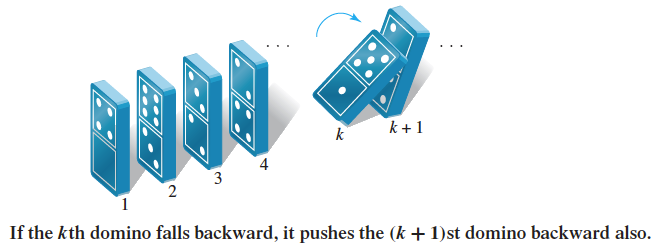 . . .
. . .
k
k + 1
4
3
2
1
If the kth domino falls backward, it pushes the (k + 1)st domino backward also.